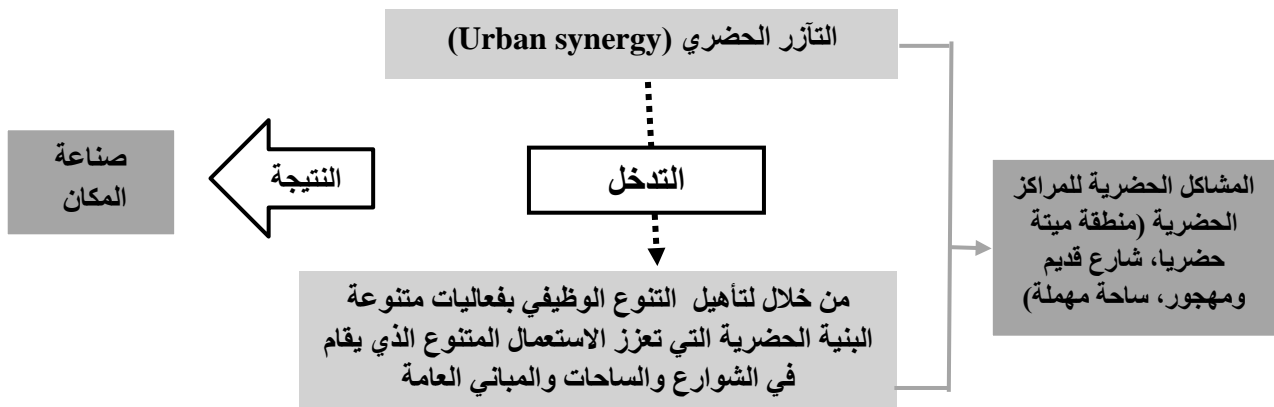 التآزر الحضري (Urban synergy)
المشاكل الحضرية للمراكز
الحضرية (منطقة ميتة
حضريا، شارع قديم
ومهجور، ساحة مهملة)
التدخل
النتيجة
صناعة
المكان
من خلال لتأهيل التنوع الوظيفي بفعاليات متنوعة
البنية الحضرية التي تعزز الاستعمال المتنوع الذي يقام
في الشوارع والساحات والمباني العامة